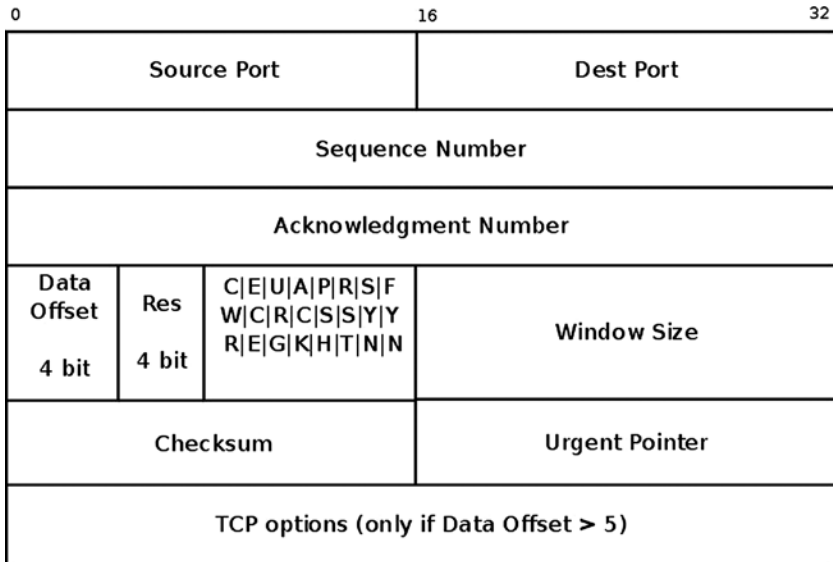 0 16 32
Source Port Dest Port
Sequence Number
Acknowledgment Number
Data
Offset
4 bit
Res
4 bit
C|E|U|A|P|R|S|F
W|C|R|C|S|S|Y|Y
R|E|G|K|H|T|N|N
Window Size
Checksum Urgent Pointer
TCP options (only if Data Offset > 5)